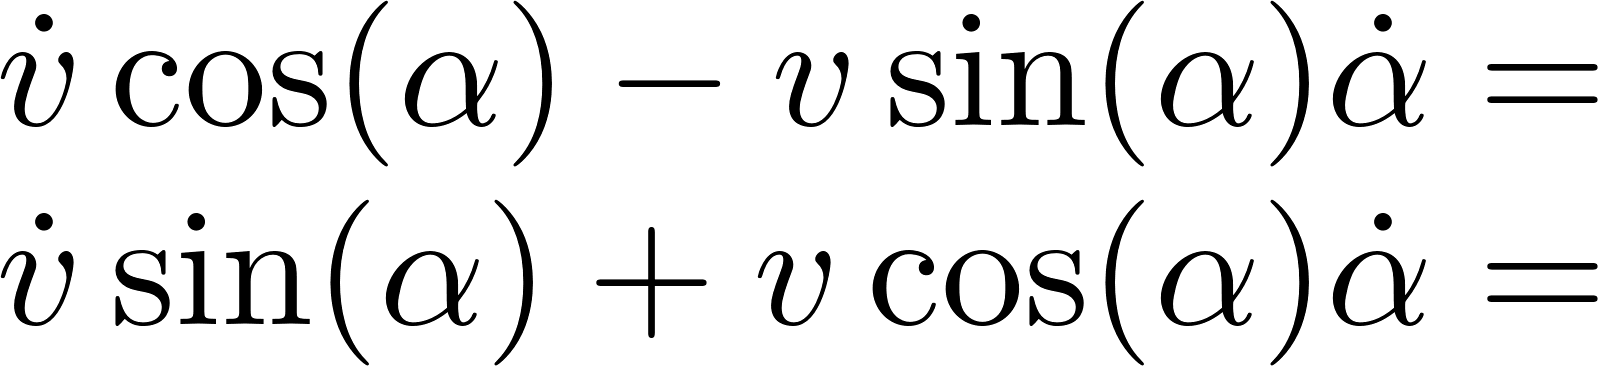 v̇ cos(α) − v sin(α)α̇ =
v̇ sin(α) + v cos(α)α̇ =